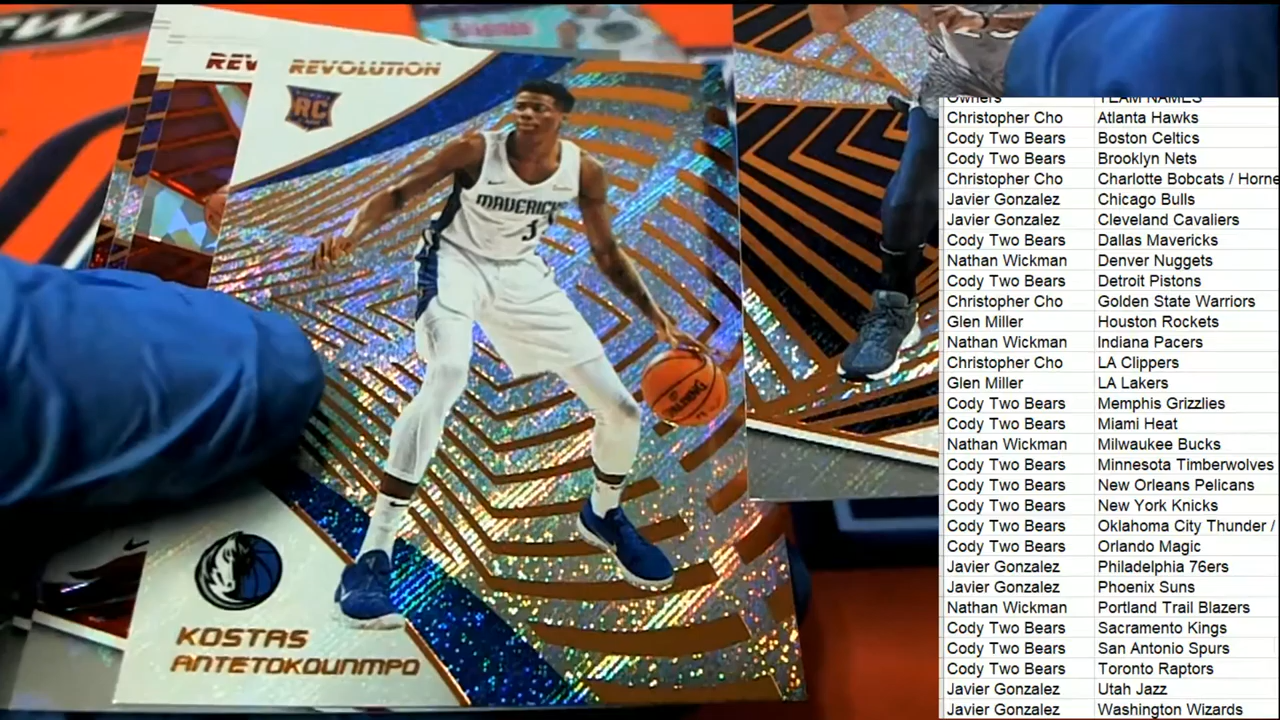 REV REVOLUTION
RC
MAVERICKS
3
KOSTAS
ANTETOKOUNMPO
Owners TEAM NAMES
Christopher Cho Atlanta Hawks
Cody Two Bears Boston Celtics
Cody Two Bears Brooklyn Nets
Christopher Cho Charlotte Bobcats / Horne
Javier Gonzalez Chicago Bulls
Javier Gonzalez Cleveland Cavaliers
Cody Two Bears Dallas Mavericks
Nathan Wickman Denver Nuggets
Cody Two Bears Detroit Pistons
Christopher Cho Golden State Warriors
Glen Miller Houston Rockets
Nathan Wickman Indiana Pacers
Christopher Cho LA Clippers
Glen Miller LA Lakers
Cody Two Bears Memphis Grizzlies
Cody Two Bears Miami Heat
Nathan Wickman Milwaukee Bucks
Cody Two Bears Minnesota Timberwolves
Cody Two Bears New Orleans Pelicans
Cody Two Bears New York Knicks
Cody Two Bears Oklahoma City Thunder /
Cody Two Bears Orlando Magic
Javier Gonzalez Philadelphia 76ers
Javier Gonzalez Phoenix Suns
Nathan Wickman Portland Trail Blazers
Cody Two Bears Sacramento Kings
Cody Two Bears San Antonio Spurs
Cody Two Bears Toronto Raptors
Javier Gonzalez Utah Jazz
Javier Gonzalez Washington Wizards